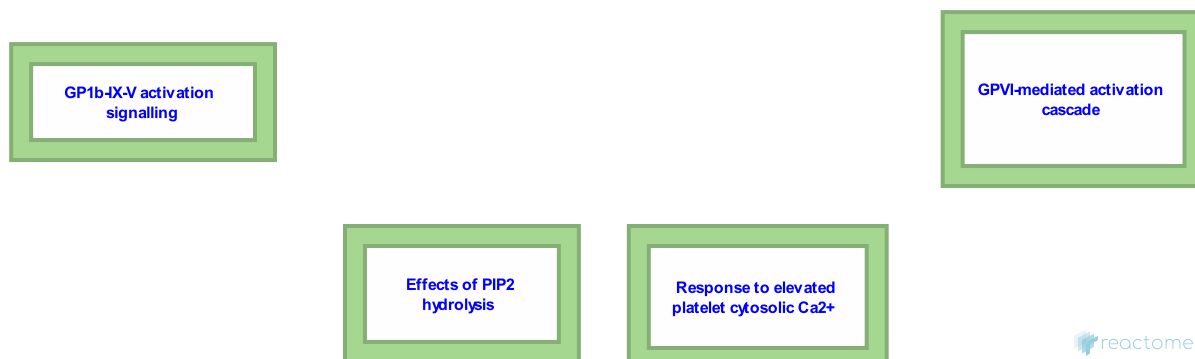 GP1b-IX-V activation
signalling
GPVI-mediated activation
cascade
Effects of PIP2
hydrolysis
Response to elevated
platelet cytosolic Ca2+
reactome